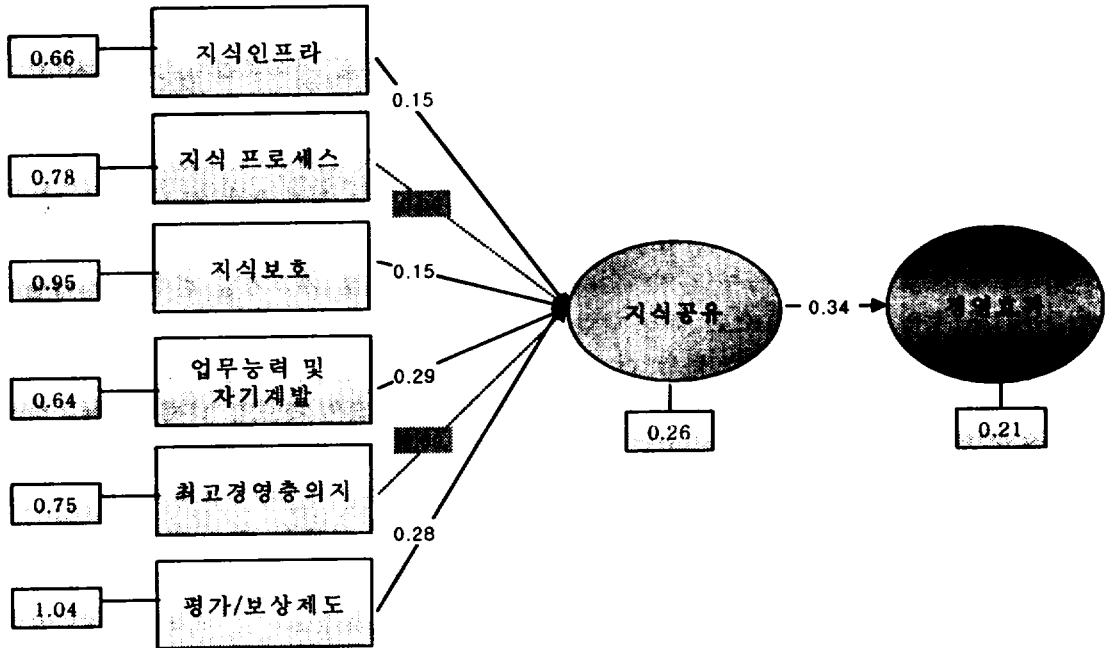 0.66
지식인프라
0.15
0.78
지식 프로세스
0.95
지식보호
0.15
지식공유
0.34
0.64
업무능력 및
자기개발
0.29
0.26
0.21
0.75
최고경영층의지
0.28
1.04
평가/보상제도